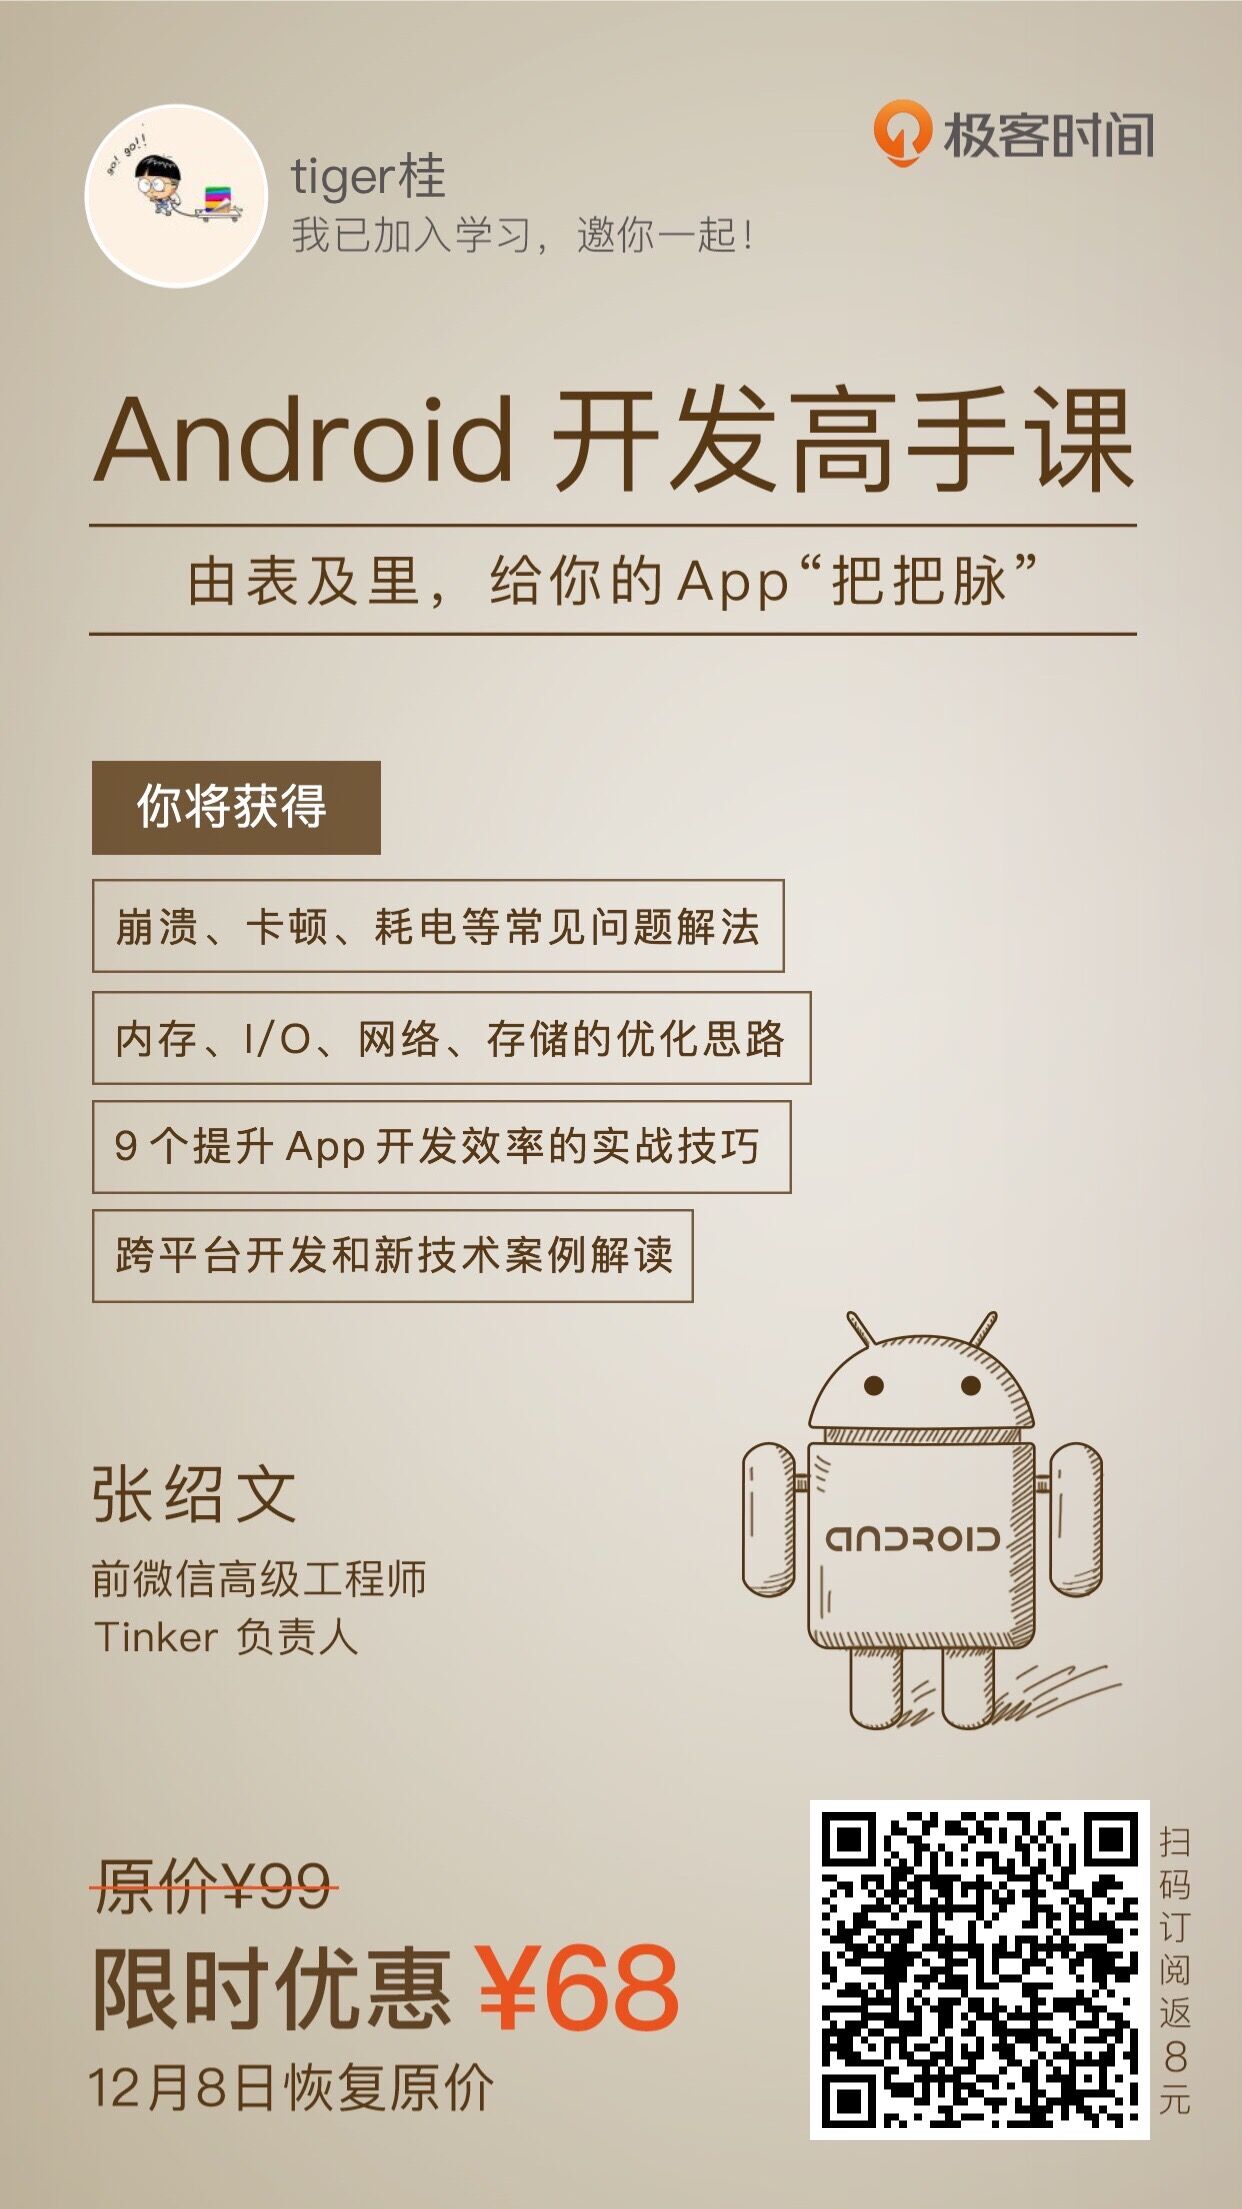 go! go!!
极客时间
tiger桂
我已加入学习，邀你一起！
Android 开发高手课
由表及里，给你的App“把把脉”
你将获得
崩溃、卡顿、耗电等常见问题解法
内存、I/O、网络、存储的优化思路
9 个提升 App 开发效率的实战技巧
跨平台开发和新技术案例解读
张绍文
前微信高级工程师
Tinker 负责人
ANDROID
原价¥99
限时优惠 ¥68
12月8日恢复原价
扫码订阅返8元